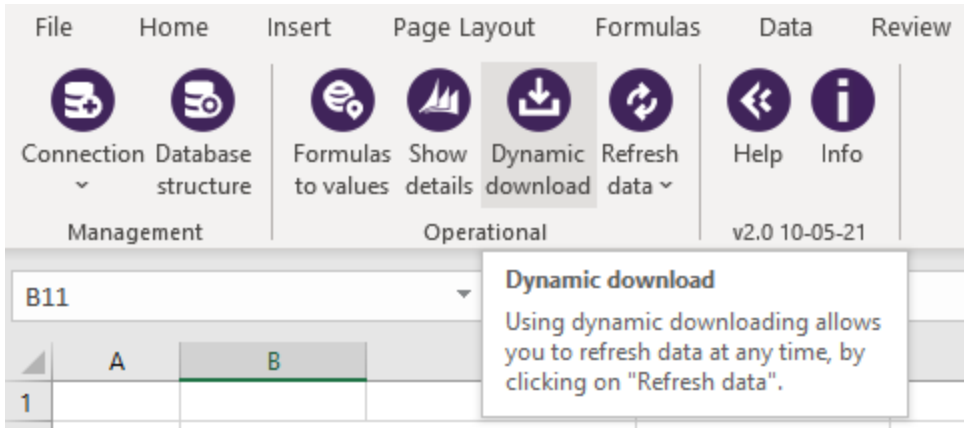 File Home Insert Page Layout Formulas Data Review
Connection Database Formulas Show Dynamic Refresh Help Info
structure to values details download data
Management Operational v2.0 10-05-21
B11
Dynamic download
Using dynamic downloading allows
you to refresh data at any time, by
clicking on "Refresh data".
A B
1